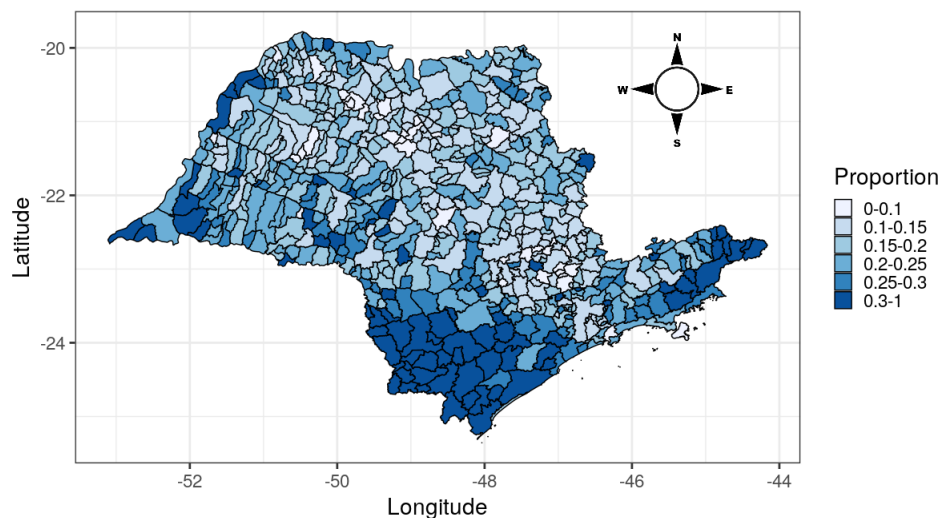 N
W E
S
-20
-22
-24
Latitude
-52 -50 -48 -46 -44
Longitude
Proportion
0-0.1
0.1-0.15
0.15-0.2
0.2-0.25
0.25-0.3
0.3-1